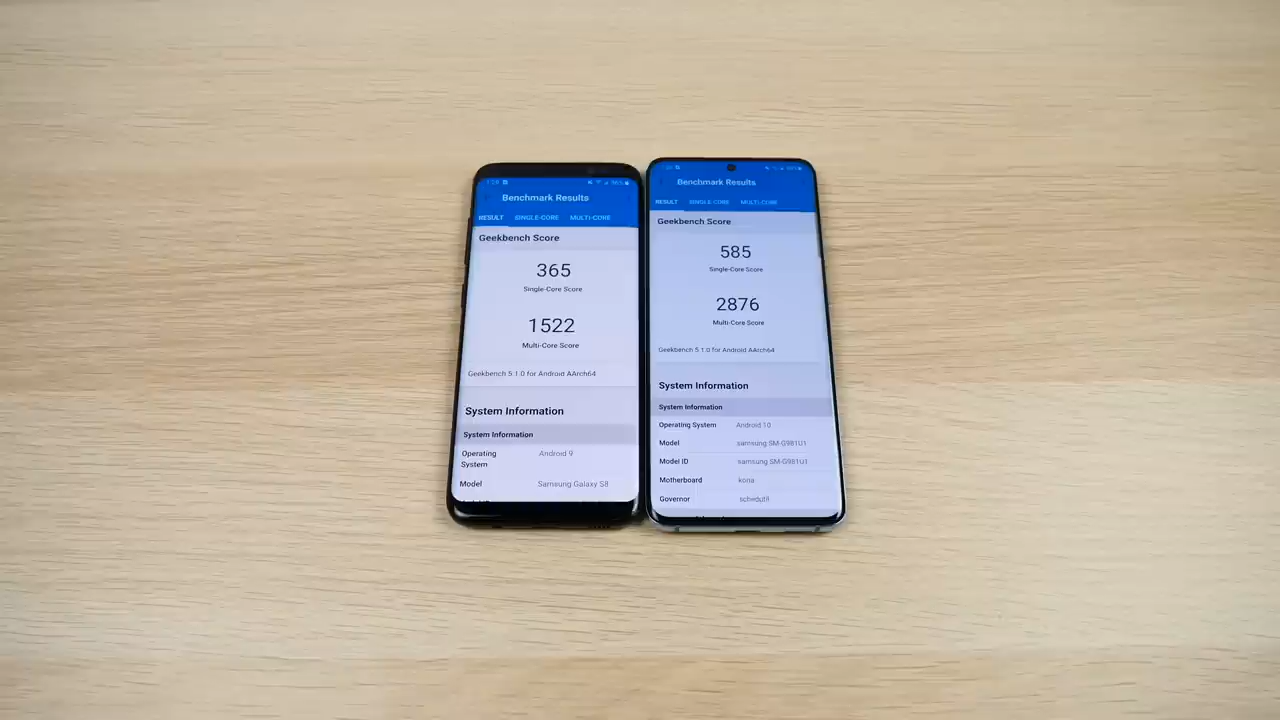 1:28
Benchmark Results
RESULT SINGLE-CORE MULTI-CORE
Geekbench Score
365
Single-Core Score
1522
Multi-Core Score
Geekbench 5.1.0 for Android AArch64
System Information
System Information
Operating System Android 9
Model Samsung Galaxy S8
Benchmark Results
RESULT SINGLE-CORE MULTI-CORE
Geekbench Score
585
Single-Core Score
2876
Multi-Core Score
Geekbench 5.1.0 for Android AArch64
System Information
System Information
Operating System Android 10
Model samsung SM-G981U1
Model ID samsung SM-G981U1
Motherboard kona
Governor schedutil